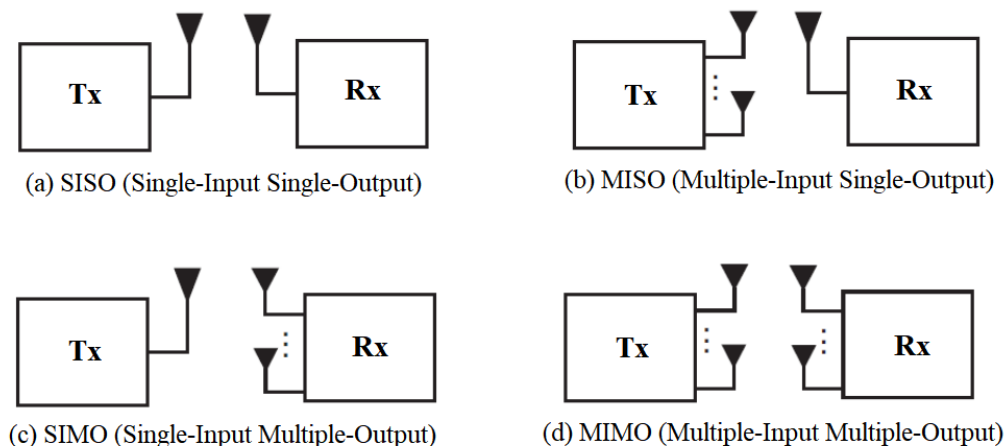 Tx
Rx
Tx
Rx
(a) SISO (Single-Input Single-Output)
(b) MISO (Multiple-Input Single-Output)
Tx
Rx
Tx
Rx
(c) SIMO (Single-Input Multiple-Output)
(d) MIMO (Multiple-Input Multiple-Output)